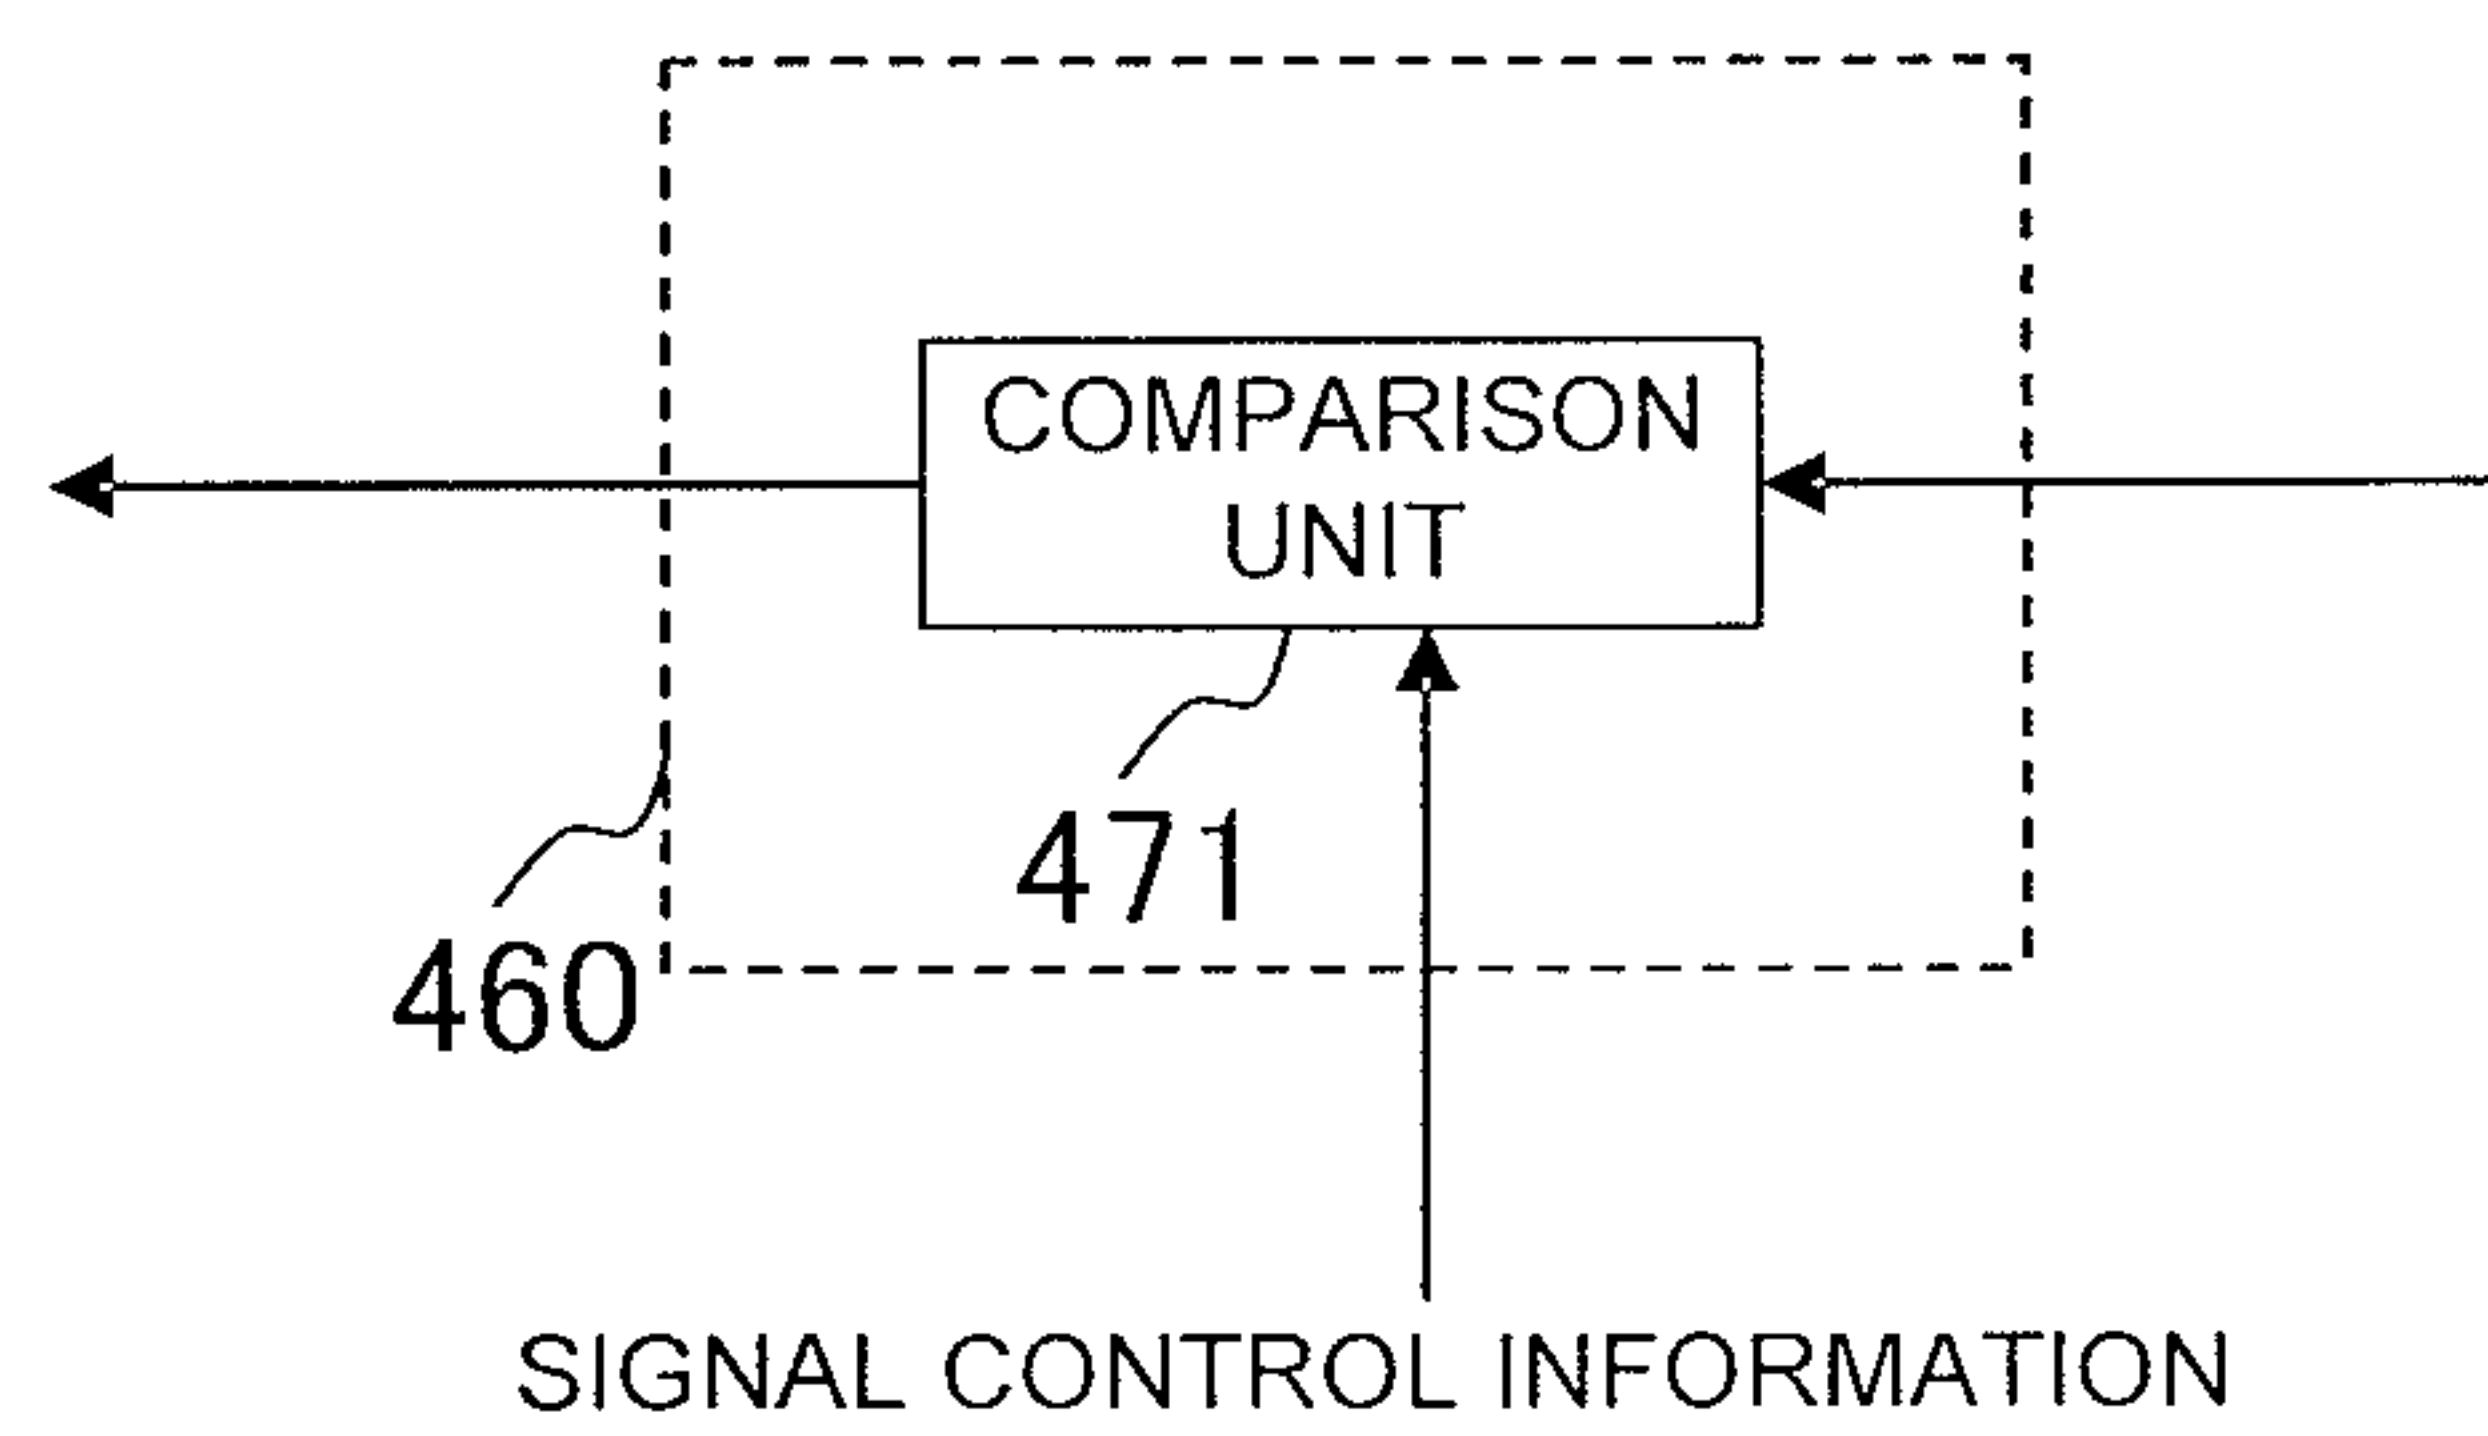 COMPARISON
UNIT
471
460
SIGNAL CONTROL INFORMATION